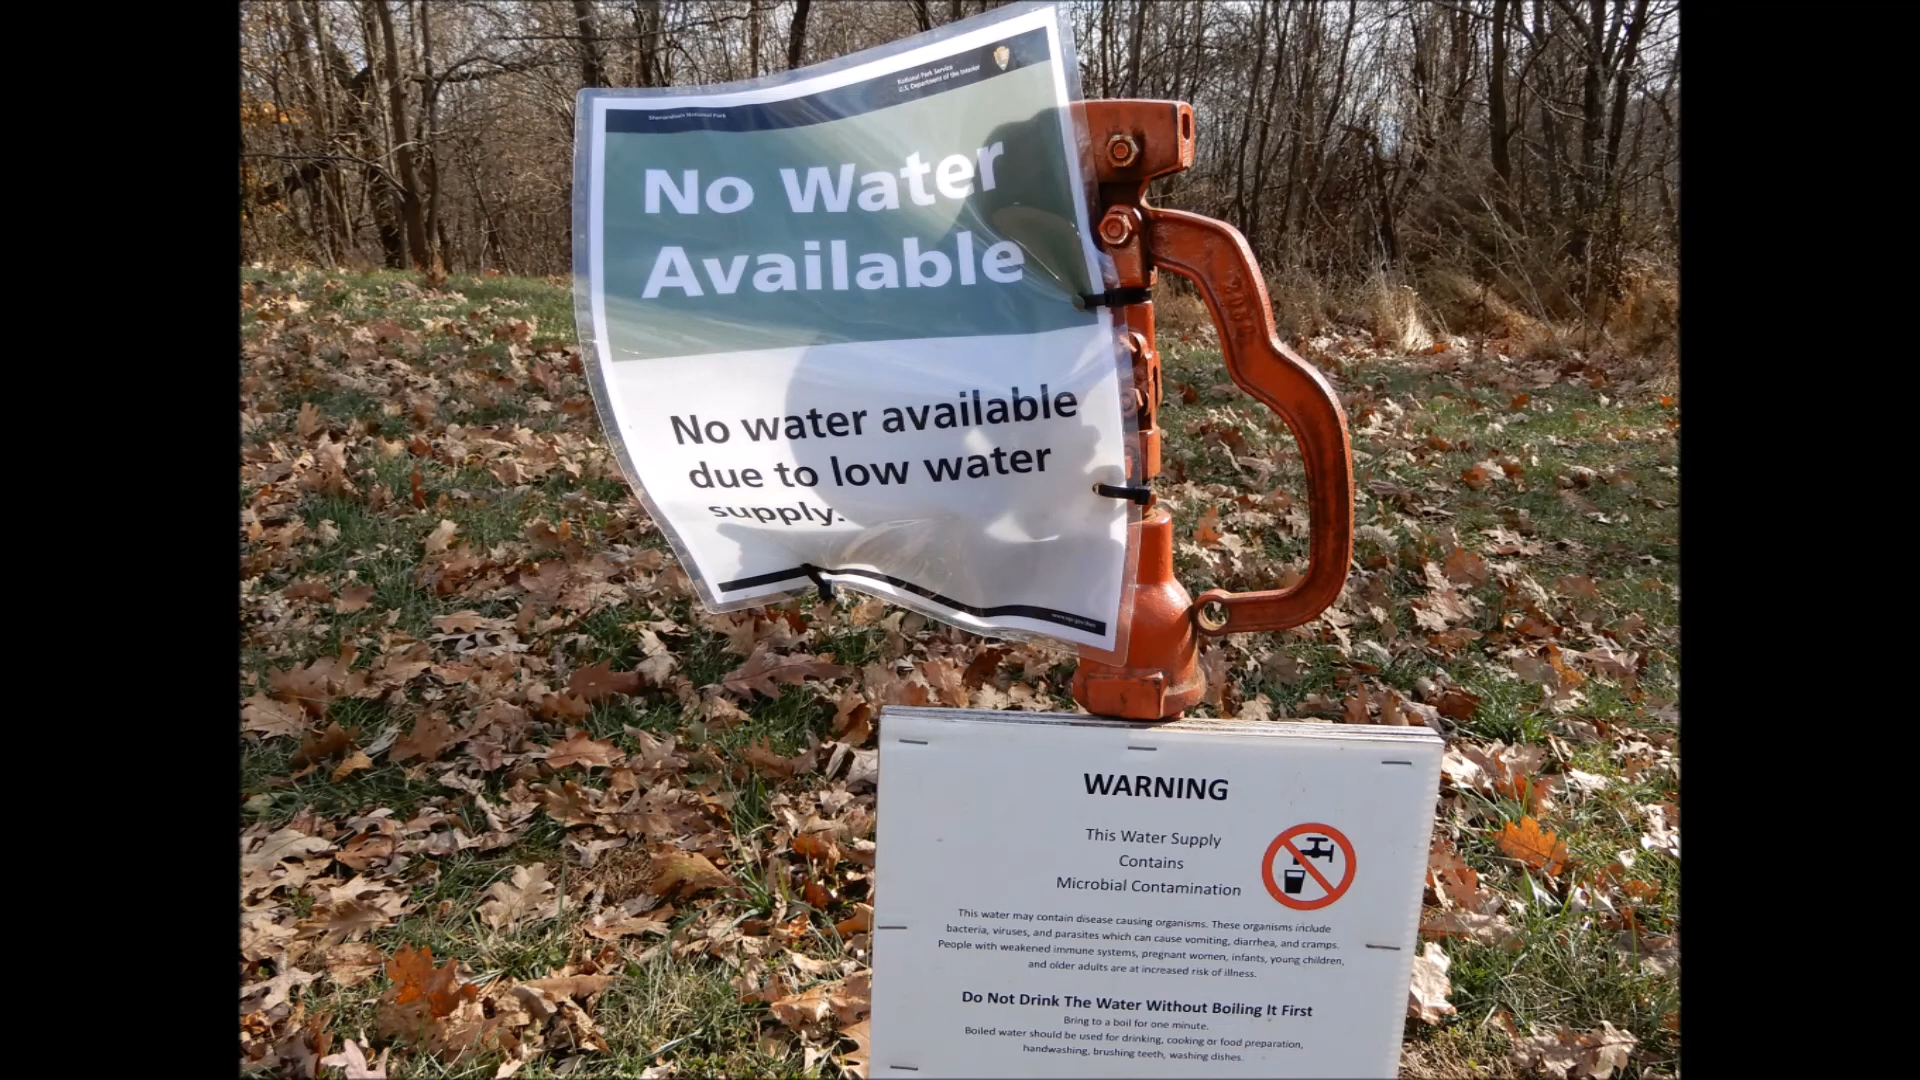 Shenandoah National Park
National Park Service
U.S. Department of the Interior
No Water
Available
No water available
due to low water
supply.
WARNING
This Water Supply
Contains
Microbial Contamination
This water may contain disease causing organisms. These organisms include
bacteria, viruses, and parasites which can cause vomiting, diarrhea, and cramps.
People with weakened immune systems, pregnant women, infants, young children,
and older adults are at increased risk of illness.
Do Not Drink The Water Without Boiling It First
Bring to a boil for one minute.
Boiled water should be used for drinking, cooking or food preparation,
handwashing, brushing teeth, washing dishes.